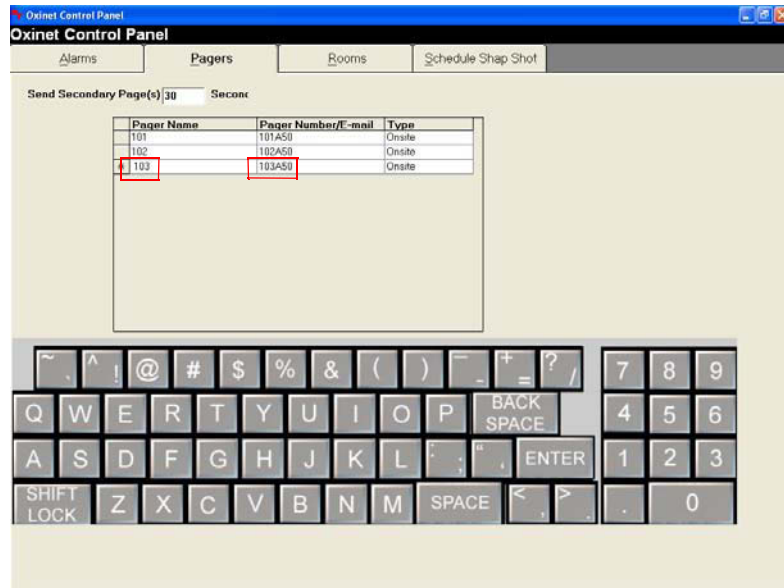 Oxinet Control Panel
Oxinet Control Panel
Alarms Pagers Rooms Schedule Shap Shot
Send Secondary Page(s) 30 Second
Pager Name Pager Number/E-mail Type
101 101A50 Onsite
102 102A50 Onsite
103 103A50 Onsite
~ ` ^ ! @ # $ % & ( ) _ - + = ? / 7 8 9
Q W E R T Y U I O P BACK SPACE 4 5 6
A S D F G H J K L : ; " , ENTER 1 2 3
SHIFT LOCK Z X C V B N M SPACE < , > . . 0